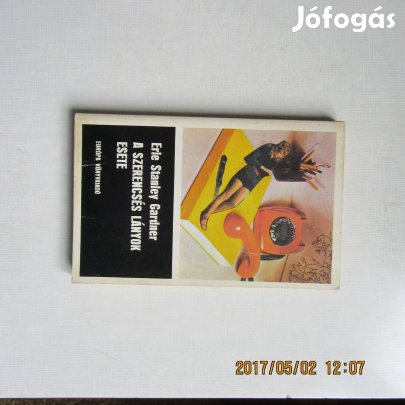 Jófogás
Erle Stanley Gardner
A SZERENCSÉS LÁNYOK
ESETE
EURÓPA KÖNYVKIADÓ
2017/05/02 12:07